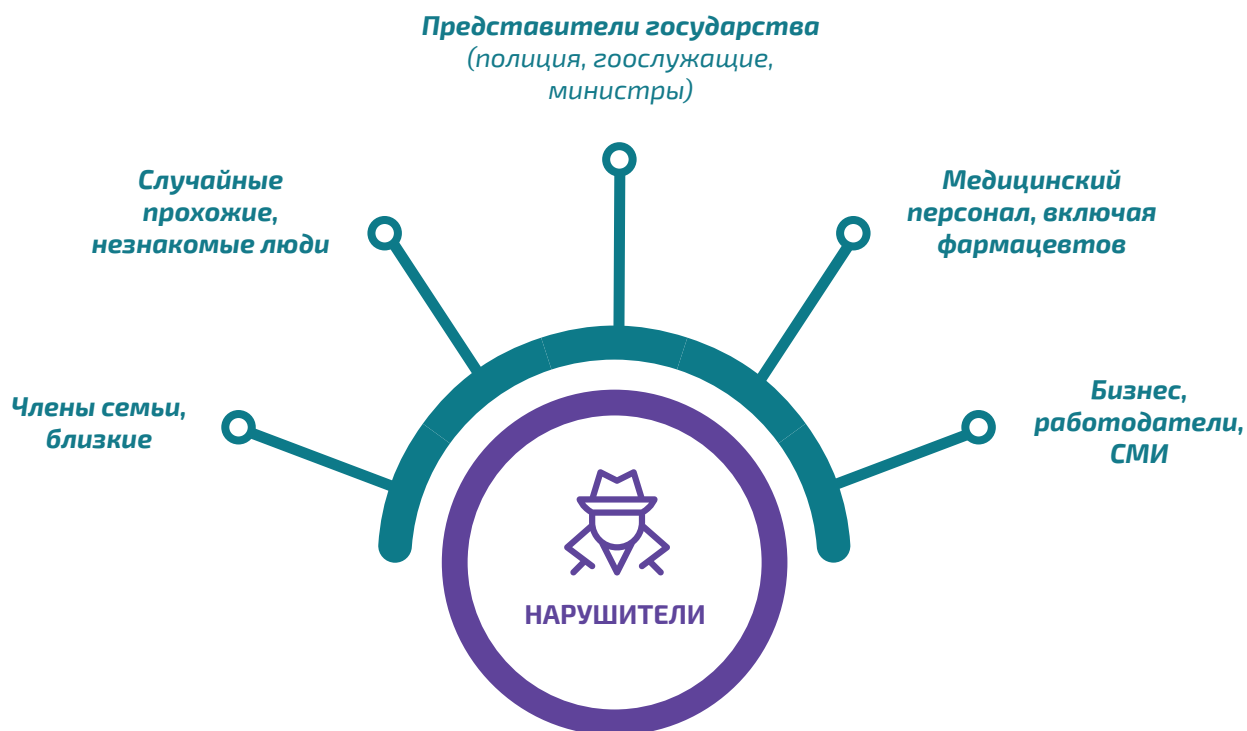 Представители государства
(полиция, гоослужащие,
министры)
Случайные
прохожие,
незнакомые люди
Медицинский
персонал, включая
фармацевтов
Члены семьи,
близкие
Бизнес,
работодатели,
СМИ
НАРУШИТЕЛИ